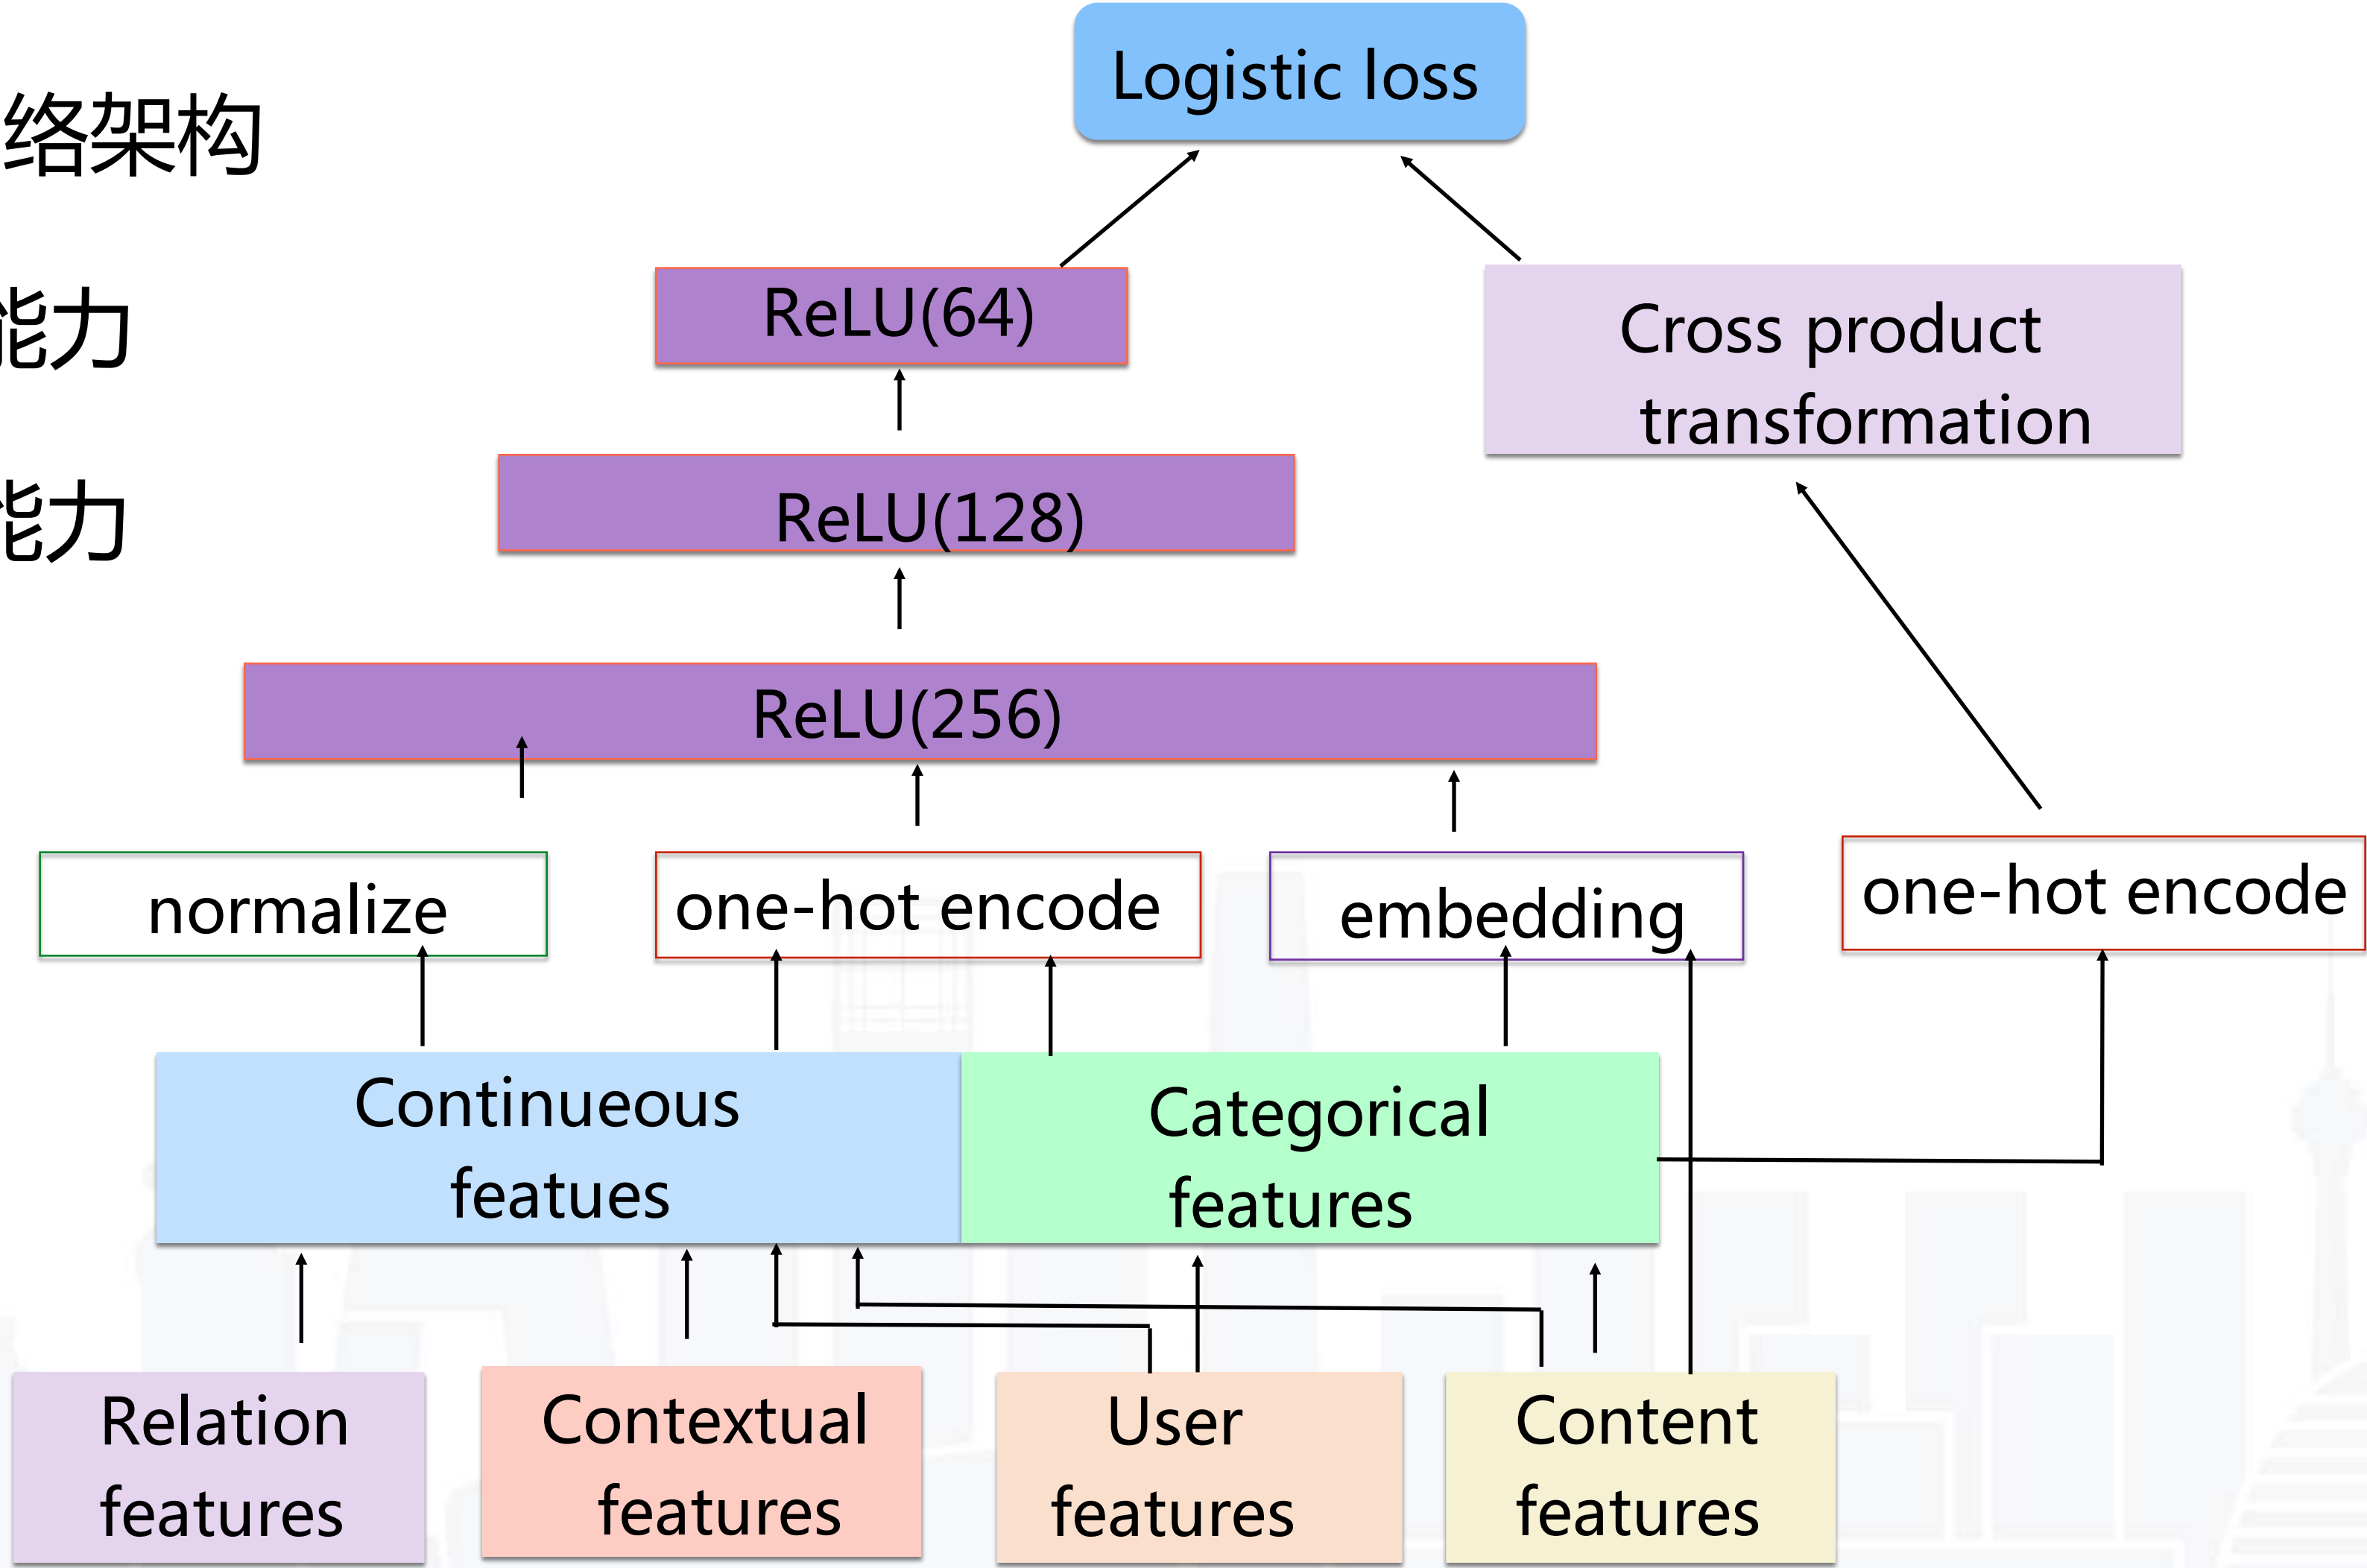 Logistic loss
络架构
ReLU(64)
能力
Cross product
transformation
ReLU(128)
能力
ReLU(256)
normalize
one-hot encode
embedding
one-hot encode
Continueous
featues
Categorical
features
Relation
features
Contextual
features
User
features
Content
features